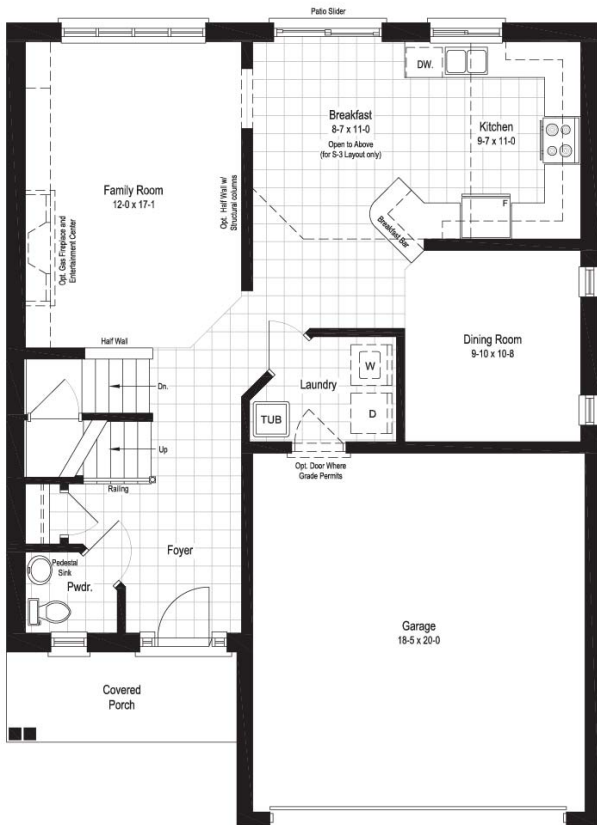 Patio Slider
DW.
Breakfast
8-7 x 11-0
Open to Above
(for S-3 Layout only)
Kitchen
9-7 x 11-0
Family Room
12-0 x 17-1
Opt. Half Wall w/
Structural columns
Opt. Gas Fireplace and
Entertainment Center
F
Breakfast Bar
Half Wall
Dining Room
9-10 x 10-8
Dn.
W
Laundry
D
TUB
Up
Opt. Door Where
Grade Permits
Railing
Foyer
Pedestal
Sink
Pwdr.
Garage
18-5 x 20-0
Covered
Porch